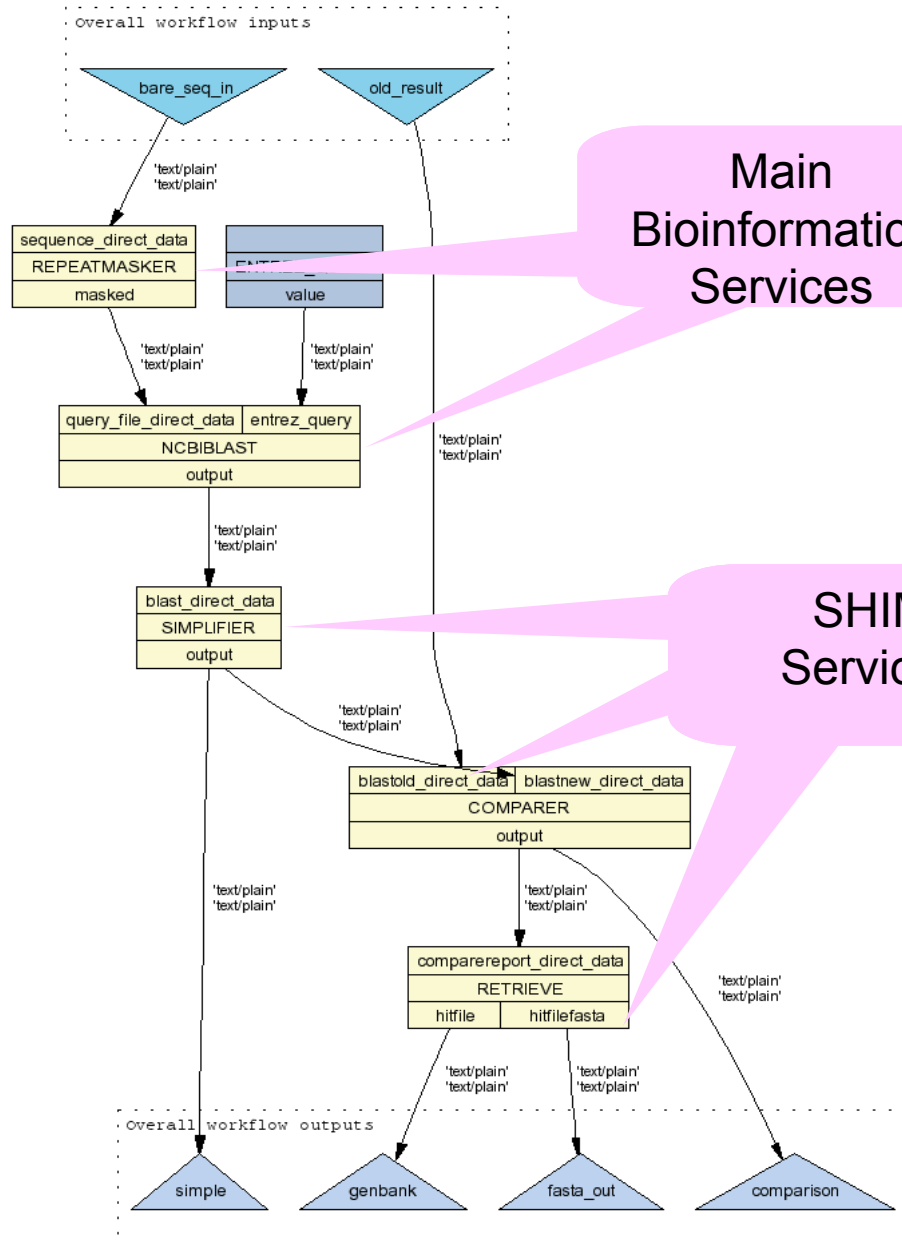 Overall workflow inputs
bare_seq_in
old_result
'text/plain'
'text/plain'
Main
Bioinformatic
Services
sequence_direct_data
REPEATMASKER
masked
value
'text/plain'
'text/plain'
'text/plain'
'text/plain'
query_file_direct_data
entrez_query
NCBIBLAST
output
'text/plain'
'text/plain'
'text/plain'
'text/plain'
blast_direct_data
SIMPLIFIER
output
SHIM
Servic
'text/plain'
'text/plain'
blastold_direct_data
blastnew_direct_data
COMPARER
output
'text/plain'
'text/plain'
'text/plain'
'text/plain'
comparereport_direct_data
RETRIEVE
hitfile
hitfilefasta
'text/plain'
'text/plain'
'text/plain'
'text/plain'
'text/plain'
'text/plain'
Overall workflow outputs
simple
genbank
fasta_out
comparison